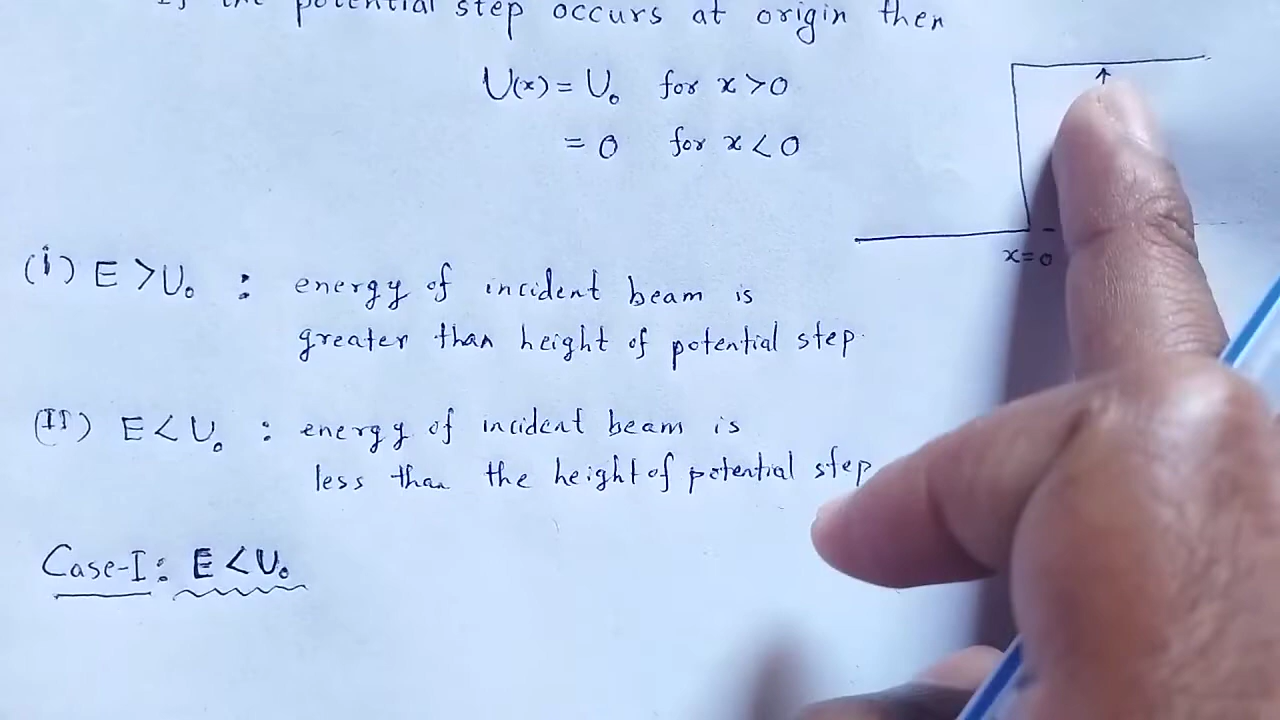 If the potential step occurs at origin then
U(x) = U₀ for x > 0
= 0 for x < 0
x=0
(i) E > U₀ : energy of incident beam is
greater than height of potential step.
(II) E < U₀ : energy of incident beam is
less than the height of potential step
Case-I: E < U₀